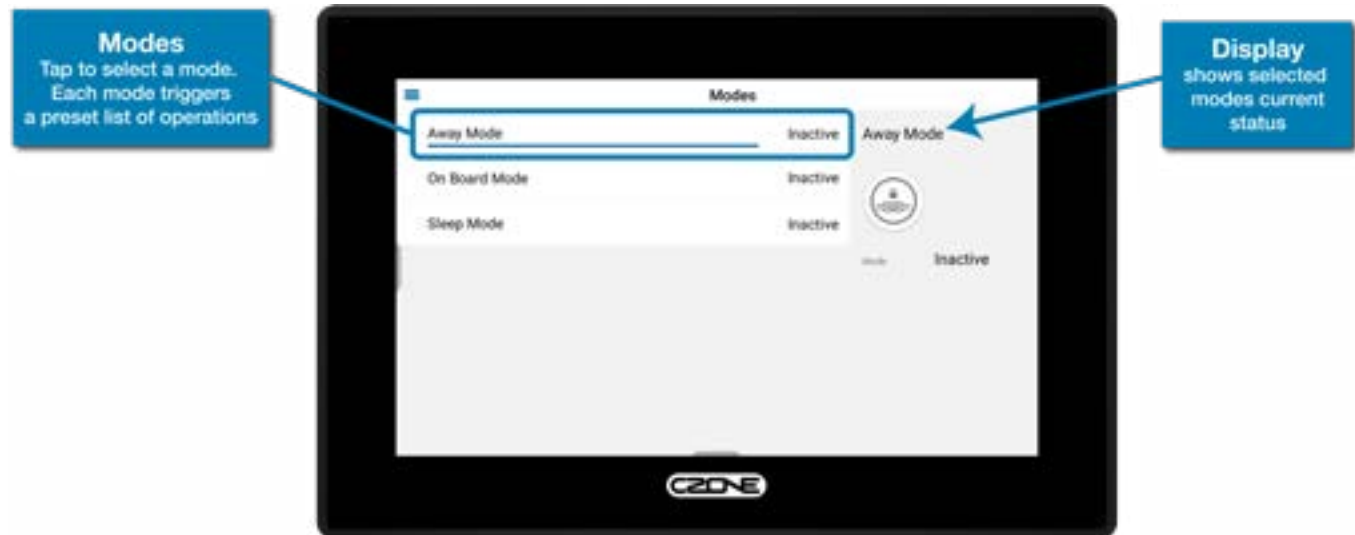 Modes
Tap to select a mode.
Each mode triggers
a preset list of operations
Display
shows selected
modes current
status
Modes
Away Mode Inactive Away Mode
On Board Mode Inactive
Sleep Mode Inactive
Mode Inactive
CZONE